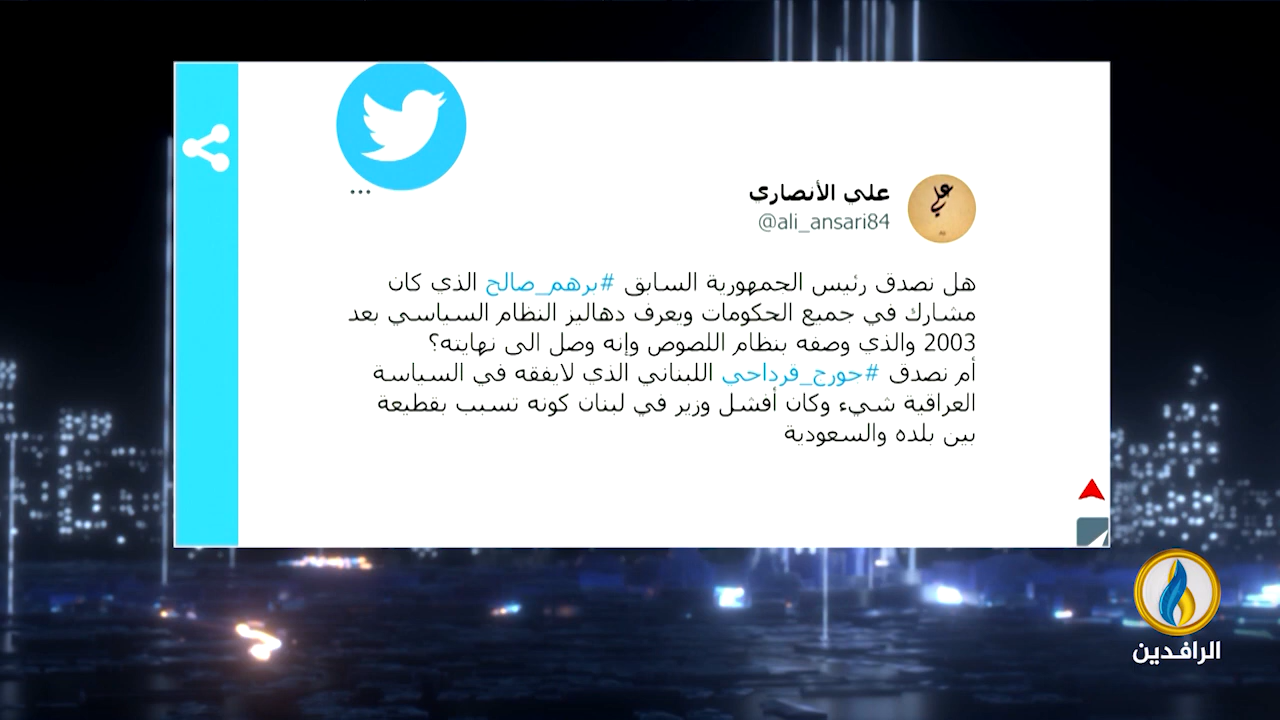 علي الأنصاري
@ali_ansari84
هل نصدق رئيس الجمهورية السابق #برهم_صالح الذي كان
مشارك في جميع الحكومات ويعرف دهاليز النظام السياسي بعد
2003 والذي وصفه بنظام اللصوص وإنه وصل الى نهايته؟
أم نصدق #جورج_قرداحي اللبناني الذي لايفقه في السياسة
العراقية شيء وكان أفشل وزير في لبنان كونه تسبب بقطيعة
بين بلده والسعودية
الرافدين